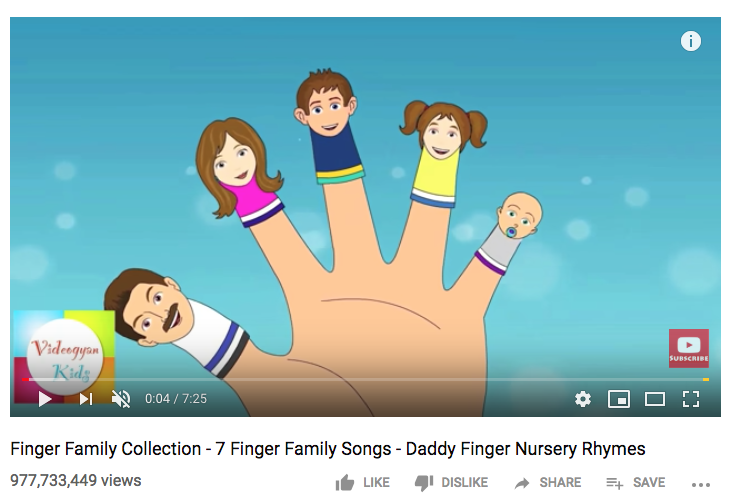 Videogyan
Kids
SUBSCRIBE
0:04 / 7:25
Finger Family Collection - 7 Finger Family Songs - Daddy Finger Nursery Rhymes
977,733,449 views
LIKE
DISLIKE
SHARE
SAVE